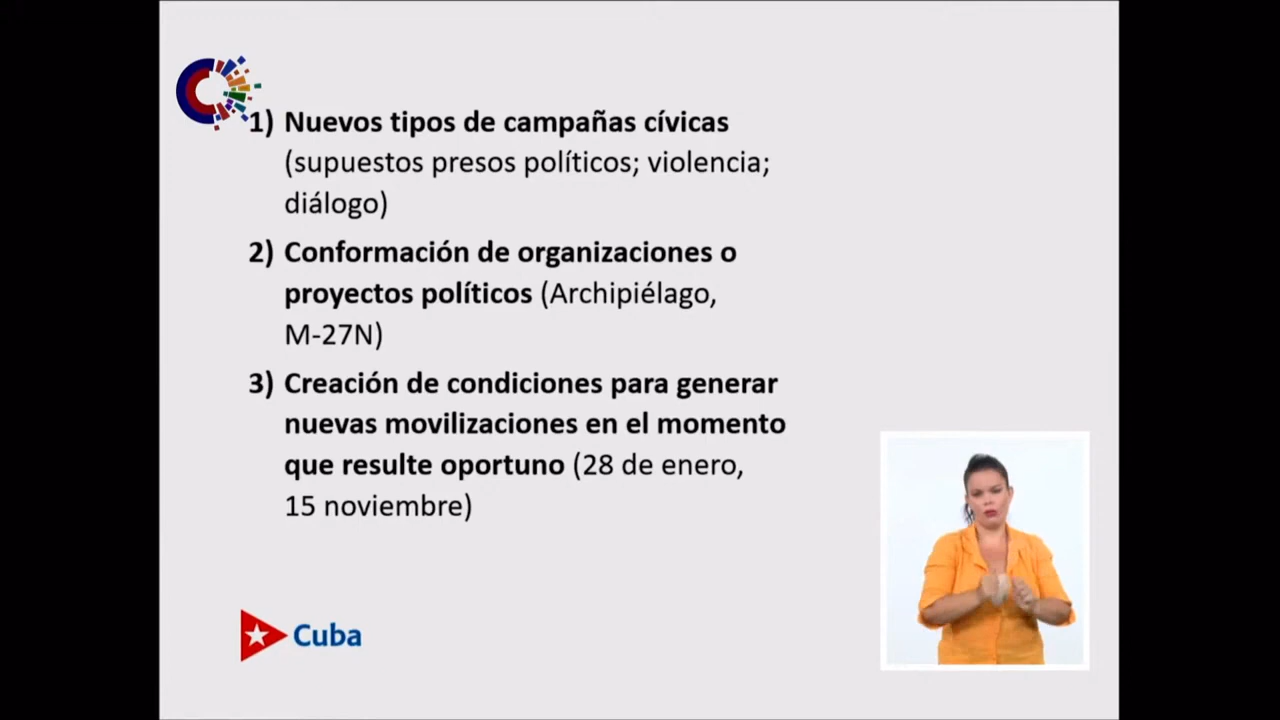 1) Nuevos tipos de campañas cívicas
(supuestos presos políticos; violencia;
diálogo)
2) Conformación de organizaciones o
proyectos políticos (Archipiélago,
M-27N)
3) Creación de condiciones para generar
nuevas movilizaciones en el momento
que resulte oportuno (28 de enero,
15 noviembre)
Cuba